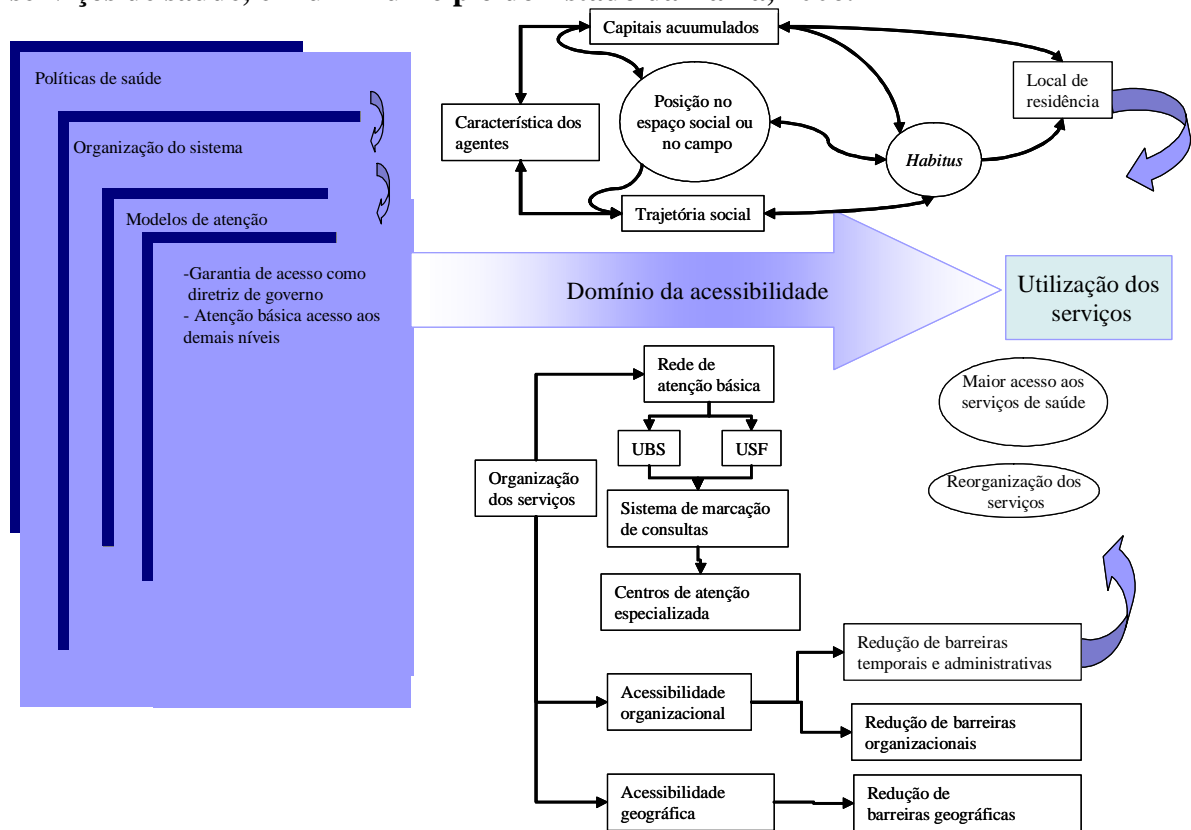 Políticas de saúde
Organização do sistema
Modelos de atenção
-Garantia de acesso como
diretriz de governo
- Atenção básica acesso aos
demais níveis
Capitais acuumulados
Característica dos
agentes
Posição no
espaço social ou
no campo
Trajetória social
Habitus
Local de
residência
Domínio da acessibilidade
Utilização dos
serviços
Maior acesso aos
serviços de saúde
Reorganização dos
serviços
Organização
dos serviços
Rede de
atenção básica
UBS
USF
Sistema de marcação
de consultas
Centros de atenção
especializada
Acessibilidade
organizacional
Redução de barreiras
temporais e administrativas
Redução de barreiras
organizacionais
Acessibilidade
geográfica
Redução de
barreiras geográficas